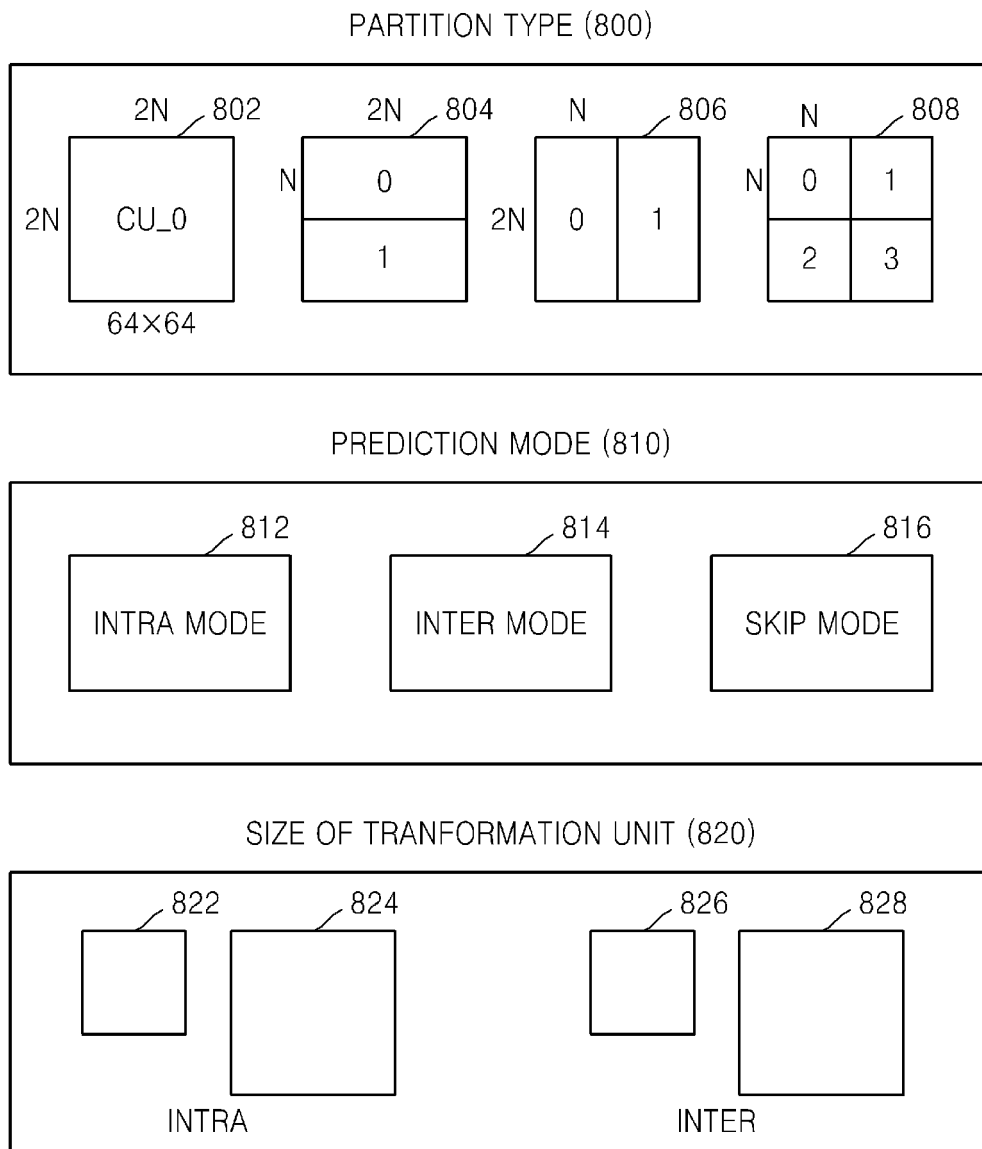 PARTITION TYPE (800)
2N 802 2N 804 N 806 N 808
N 0 N 0 1
2N CU_0 2N 0 1
1 2 3
64×64
PREDICTION MODE (810)
812 814 816
INTRA MODE INTER MODE SKIP MODE
SIZE OF TRANFORMATION UNIT (820)
822 824 826 828
INTRA INTER